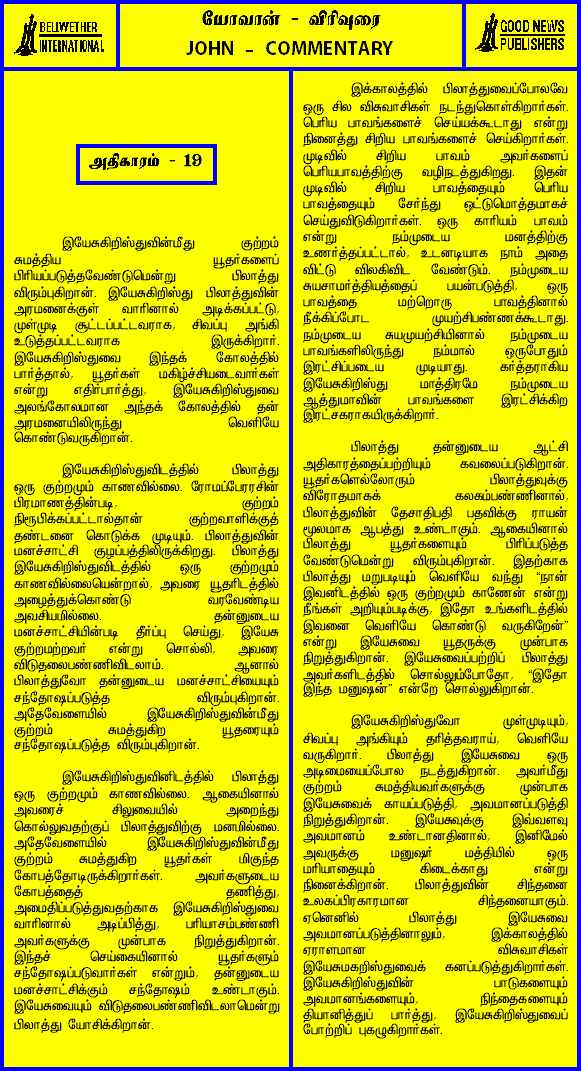 BELLWETHER
INTERNATIONAL
யோவான் - விரிவுரை
JOHN – COMMENTARY
GOOD NEWS
PUBLISHERS
அதிகாரம் - 19
இயேசுகிறிஸ்துவின்மீது குற்றம்
சுமத்திய யூதர்களைப்
பிரியப்படுத்தவேண்டுமென்று பிலாத்து
விரும்புகிறான். இயேசுகிறிஸ்து பிலாத்துவின்
அரமனைக்குள் வாரினால் அடிக்கப்பட்டு,
முள்முடி சூட்டப்பட்டவராக, சிவப்பு அங்கி
உடுத்தப்பட்டவராக இருக்கிறார்.
இயேசுகிறிஸ்துவை இந்தக் கோலத்தில்
பார்த்தால், யூதர்கள் மகிழ்ச்சியடைவார்கள்
என்று எதிர்பார்த்து, இயேசுகிறிஸ்துவை
அலங்கோலமான அந்தக் கோலத்தில் தன்
அரமனையிலிருந்து வெளியே
கொண்டுவருகிறான்.
இயேசுகிறிஸ்துவிடத்தில் பிலாத்து
ஒரு குற்றமும் காணவில்லை. ரோமப்பேரரசின்
பிரமாணத்தின்படி, குற்றம்
நிரூபிக்கப்பட்டால்தான் குற்றவாளிக்குத்
தண்டனை கொடுக்க முடியும். பிலாத்துவின்
மனச்சாட்சி குழப்பத்திலிருக்கிறது. பிலாத்து
இயேசுகிறிஸ்துவிடத்தில் ஒரு குற்றமும்
காணவில்லையென்றால், அவரை யூதரிடத்தில்
அழைத்துக்கொண்டு வரவேண்டிய
அவசியமில்லை. தன்னுடைய
மனச்சாட்சியின்படி தீர்ப்பு செய்து, இயேசு
குற்றமற்றவர் என்று சொல்லி, அவரை
விடுதலைபண்ணிவிடலாம். ஆனால்
பிலாத்துவோ தன்னுடைய மனச்சாட்சியையும்
சந்தோஷப்படுத்த விரும்புகிறான்.
அதேவேளையில் இயேசுகிறிஸ்துவின்மீது
குற்றம் சுமத்துகிற யூதரையும்
சந்தோஷப்படுத்த விரும்புகிறான்.
இயேசுகிறிஸ்துவினிடத்தில் பிலாத்து
ஒரு குற்றமும் காணவில்லை. ஆகையினால்
அவரைச் சிலுவையில் அறைந்து
கொல்லுவதற்குப் பிலாத்துவிற்கு மனமில்லை.
அதேவேளையில் இயேசுகிறிஸ்துவின்மீது
குற்றம் சுமத்துகிற யூதர்கள் மிகுந்த
கோபத்தோடிருக்கிறார்கள். அவர்களுடைய
கோபத்தைத் தணித்து,
அமைதிப்படுத்துவதற்காக இயேசுகிறிஸ்துவை
வாரினால் அடிப்பித்து, பரியாசம்பண்ணி
அவர்களுக்கு முன்பாக நிறுத்துகிறான்.
இந்தச் செய்கையினால் யூதர்களும்
சந்தோஷப்படுவார்கள் என்றும், தன்னுடைய
மனச்சாட்சிக்கும் சந்தோஷம் உண்டாகும்.
இயேசுவையும் விடுதலைபண்ணிவிடலாமென்று
பிலாத்து யோசிக்கிறான்.
இக்காலத்தில் பிலாத்துவைப்போலவே
ஒரு சில விசுவாசிகள் நடந்துகொள்கிறார்கள்.
பெரிய பாவங்களைச் செய்யக்கூடாது என்று
நினைத்து சிறிய பாவங்களைச் செய்கிறார்கள்.
முடிவில் சிறிய பாவம் அவர்களைப்
பெரியபாவத்திற்கு வழிநடத்துகிறது. இதன்
முடிவில் சிறிய பாவத்தையும் பெரிய
பாவத்தையும் சேர்ந்து ஒட்டுமொத்தமாகச்
செய்துவிடுகிறார்கள். ஒரு காரியம் பாவம்
என்று நம்முடைய மனத்திற்கு
உணர்த்தப்பட்டால், உடனடியாக நாம் அதை
விட்டு விலகிவிட வேண்டும். நம்முடைய
சுயசாமர்த்தியத்தைப் பயன்படுத்தி, ஒரு
பாவத்தை மற்றொரு பாவத்தினால்
நீக்கிப்போட முயற்சிபண்ணக்கூடாது.
நம்முடைய சுயமுயற்சியினால் நம்முடைய
பாவங்களிலிருந்து நம்மால் ஒருபோதும்
இரட்சிப்படைய முடியாது. கர்த்தராகிய
இயேசுகிறிஸ்து மாத்திரமே நம்முடைய
ஆத்துமாவின் பாவங்களை இரட்சிக்கிற
இரட்சகராகயிருக்கிறார்.
பிலாத்து தன்னுடைய ஆட்சி
அதிகாரத்தைப்பற்றியும் கவலைப்படுகிறான்.
யூதர்களெல்லோரும் பிலாத்துவுக்கு
விரோதமாகக் கலகம்பண்ணினால்,
பிலாத்துவின் தேசாதிபதி பதவிக்கு ராயன்
மூலமாக ஆபத்து உண்டாகும். ஆகையினால்
பிலாத்து யூதர்களையும் பிரிப்படுத்த
வேண்டுமென்று விரும்புகிறான். இதற்காக
பிலாத்து மறுபடியும் வெளியே வந்து “நான்
இவனிடத்தில் ஒரு குற்றமும் காணேன் என்று
நீங்கள் அறியும்படிக்கு, இதோ உங்களிடத்தில்
இவனை வெளியே கொண்டு வருகிறேன்”
என்று இயேசுவை யூதருக்கு முன்பாக
நிறுத்துகிறான். இயேசுவைப்பற்றிப் பிலாத்து
அவர்களிடத்தில் சொல்லும்போதோ, “இதோ
இந்த மனுஷன்” என்றே சொல்லுகிறான்.
இயேசுகிறிஸ்துவோ முள்முடியும்,
சிவப்பு அங்கியும் தரித்தவராய், வெளியே
வருகிறார். பிலாத்து இயேசுவை ஒரு
அடிமையைப்போல நடத்துகிறான். அவர்மீது
குற்றம் சுமத்தியவர்களுக்கு முன்பாக
இயேசுவைக் காயப்படுத்தி, அவமானப்படுத்தி
நிறுத்துகிறான். இயேசுவுக்கு இவ்வளவு
அவமானம் உண்டானதினால், இனிமேல்
அவருக்கு மனுஷர் மத்தியில் ஒரு
மரியாதையும் கிடைக்காது என்று
நினைக்கிறான். பிலாத்துவின் சிந்தனை
உலகப்பிரகாரமான சிந்தனையாகும்.
ஏனெனில் பிலாத்து இயேசுவை
அவமானப்படுத்தினாலும், இக்காலத்தில்
ஏராளமான விசுவாசிகள்
இயேசுமகறிஸ்துவைக் கனப்படுத்துகிறார்கள்.
இயேசுகிறிஸ்துவின் பாடுகளையும்
அவமானங்களையும், நிந்தைகளையும்
தியானித்துப் பார்த்து, இயேசுகிறிஸ்துவைப்
போற்றிப் புகழுகிறார்கள்.